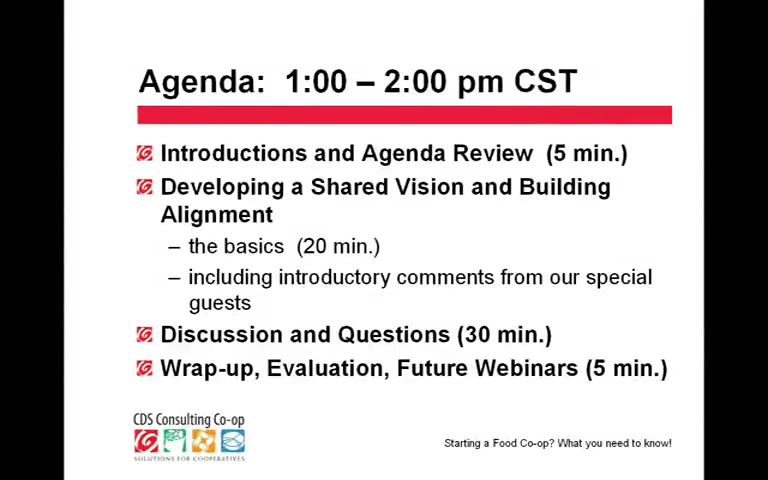 Agenda:  1:00 – 2:00 pm CST
Introductions and Agenda Review  (5 min.)
Developing a Shared Vision and Building
Alignment
– the basics  (20 min.)
– including introductory comments from our special
guests
Discussion and Questions (30 min.)
Wrap-up, Evaluation, Future Webinars (5 min.)
CDS Consulting Co-op
SOLUTIONS FOR COOPERATIVES
Starting a Food Co-op? What you need to know!